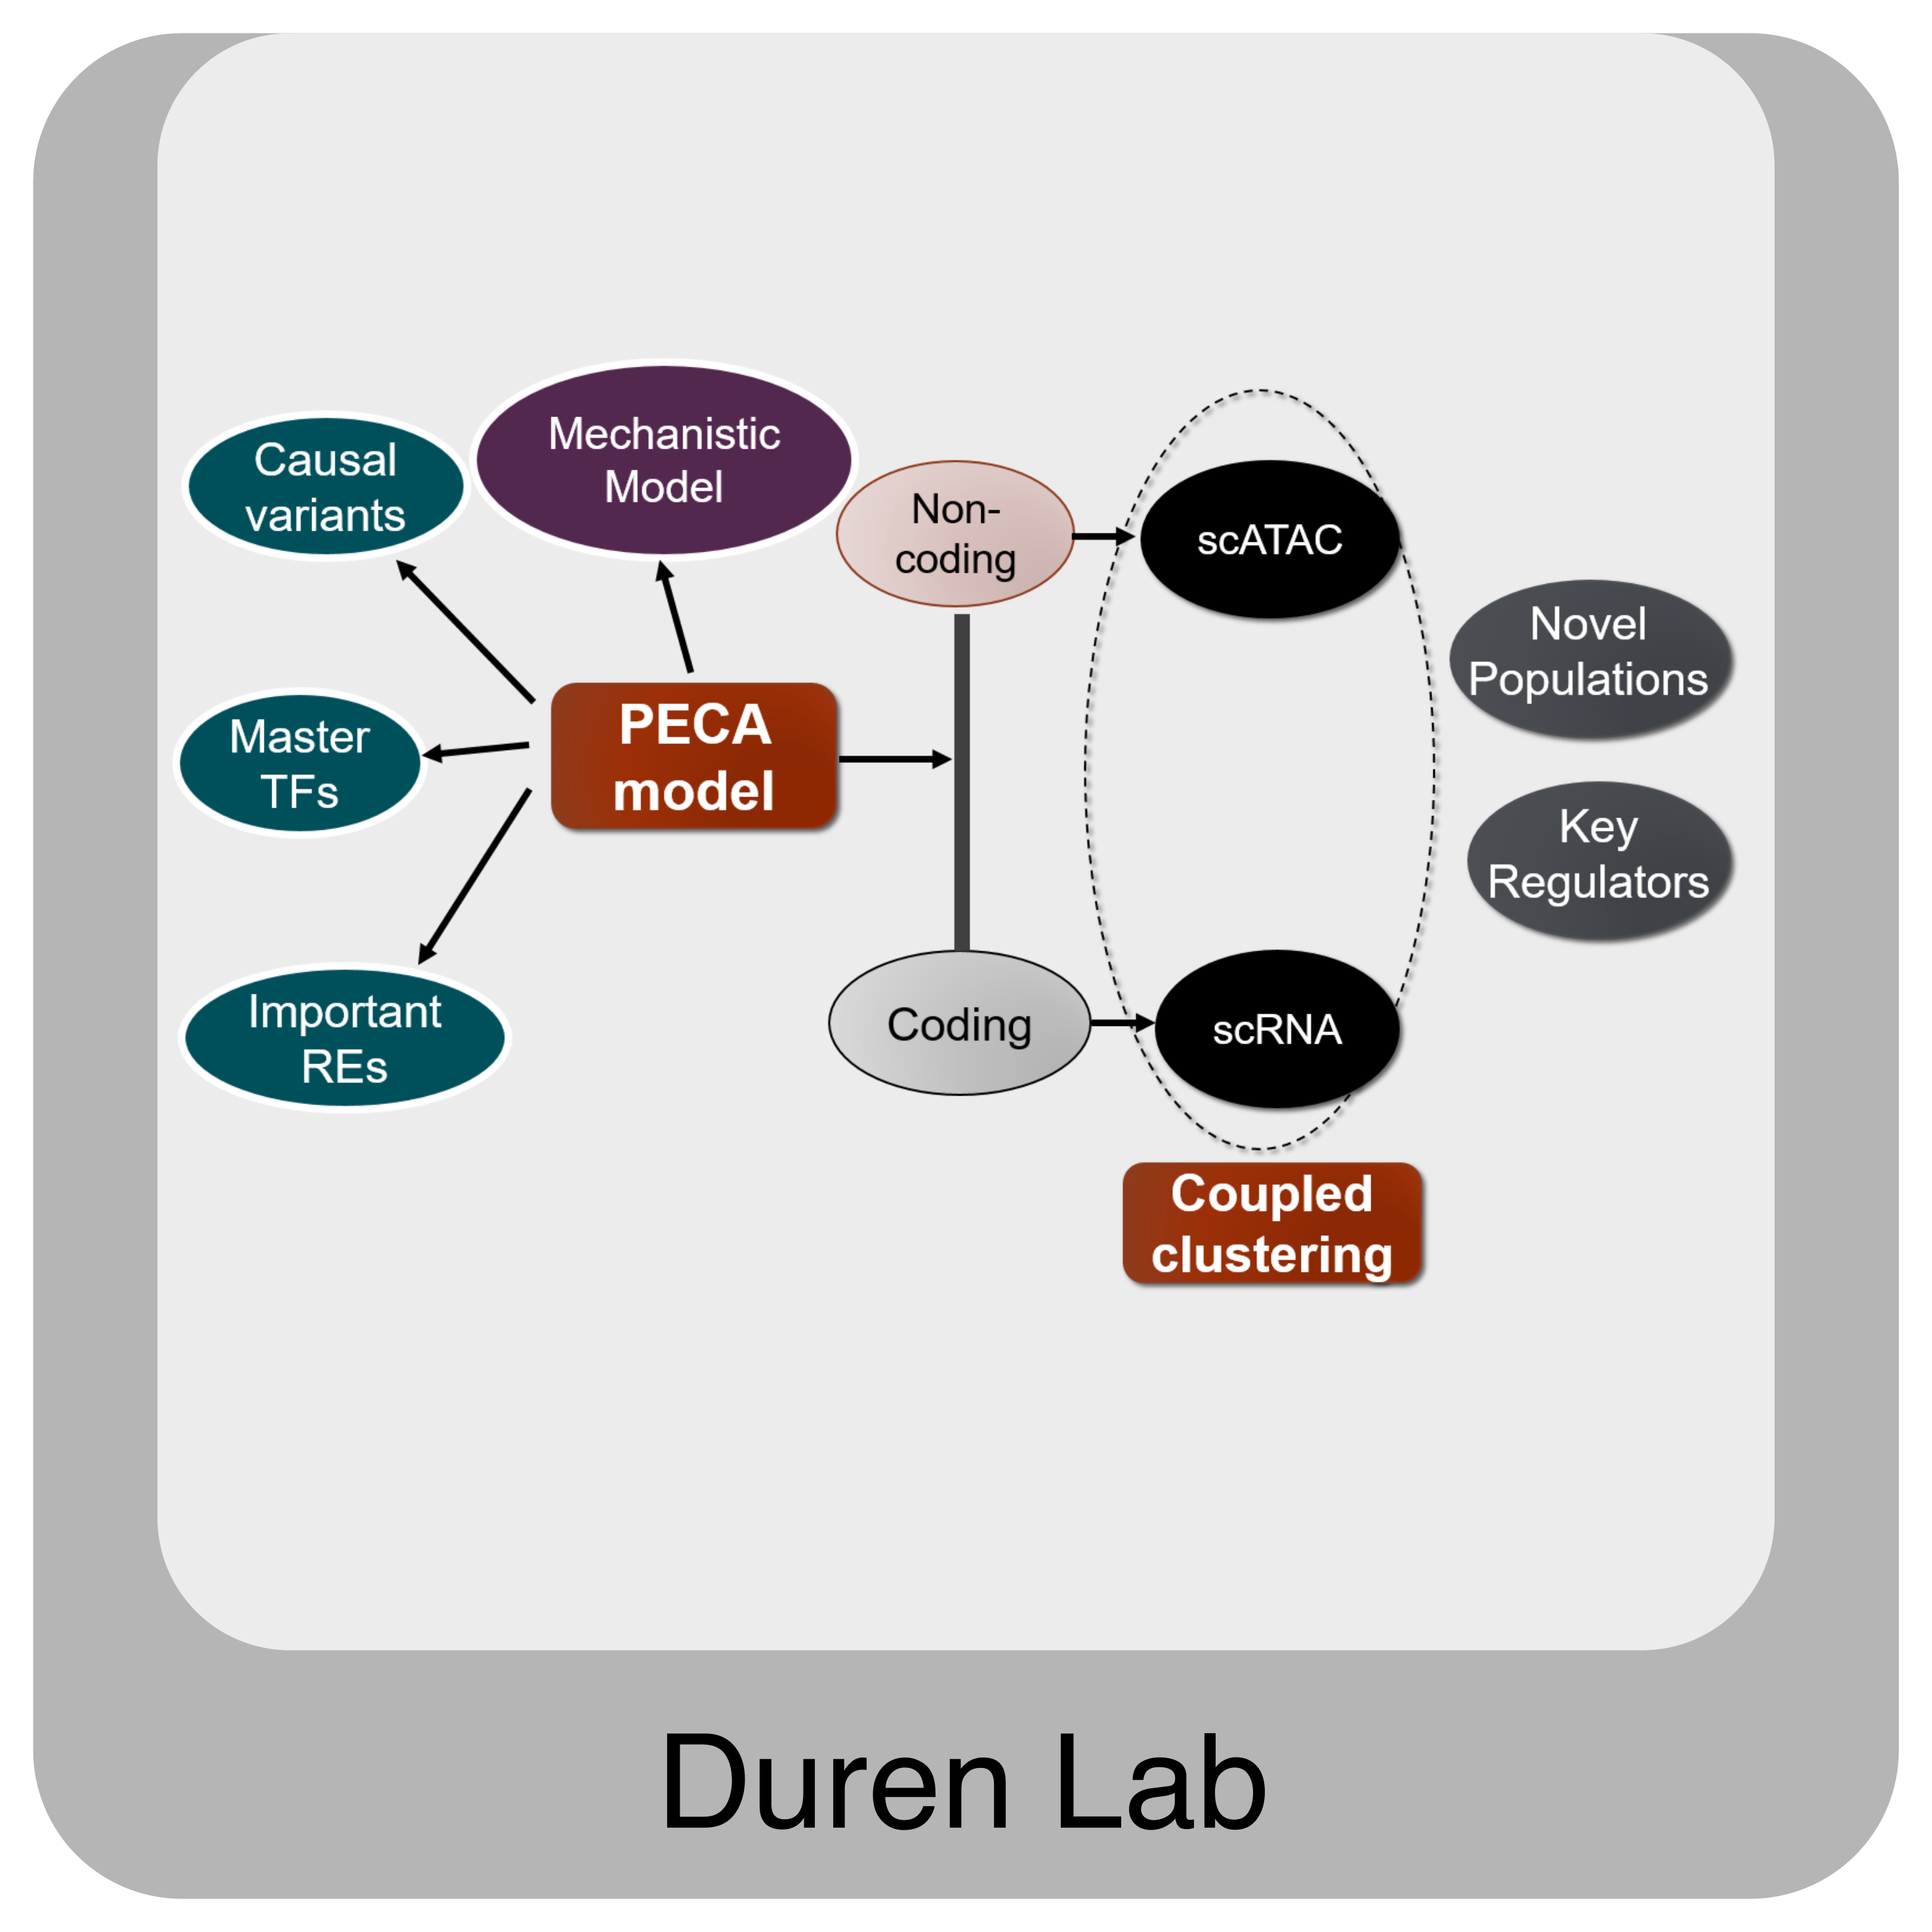 Causal
variants
Mechanistic
Model
Non-
coding
scATAC
Novel
Populations
Master
TFs
PECA
model
Key
Regulators
Important
REs
Coding
scRNA
Coupled
clustering
Duren Lab